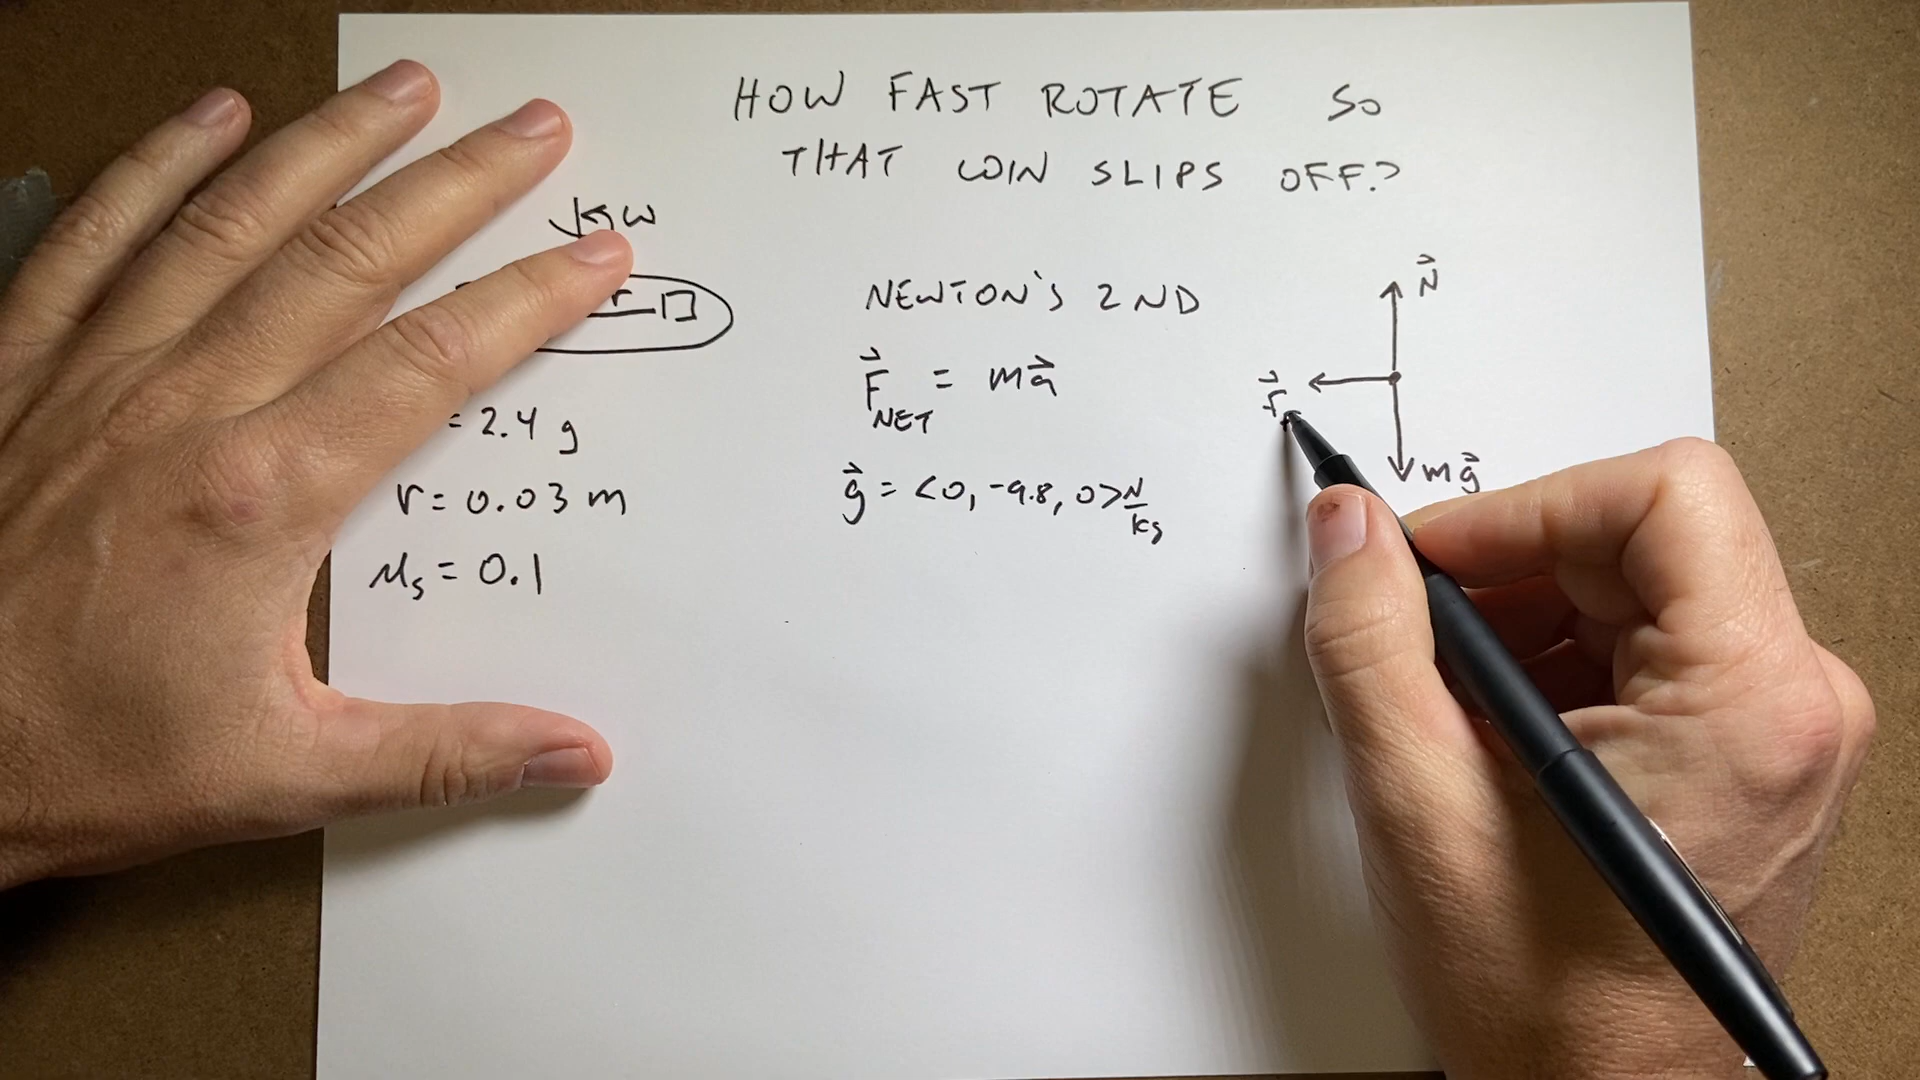 HOW FAST ROTATE SO
THAT COIN SLIPS OFF?
ω
r
= 2.4 g
r = 0.03 m
μs = 0.1
NEWTON'S 2ND
F⃗NET = ma⃗
g⃗ = <0, -9.8, 0> N/kg
N⃗
F⃗
mg⃗